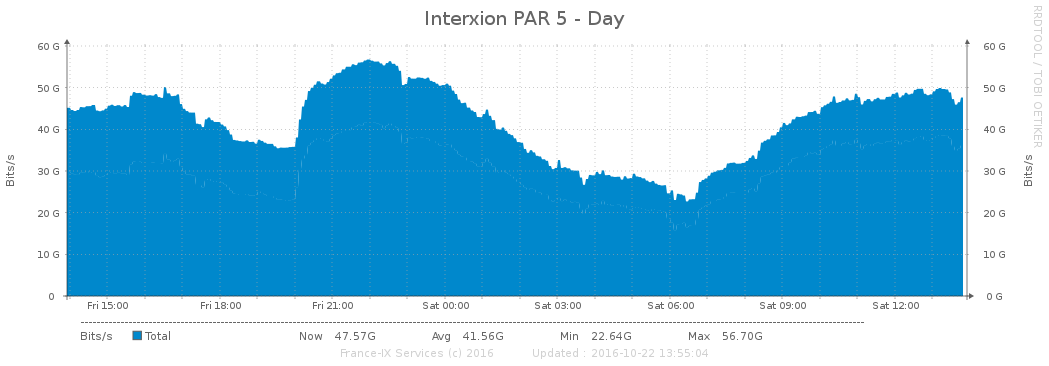 Interxion PAR 5 - Day
RRDTOOL / TOBI OETIKER
Bits/s
60 G
50 G
40 G
30 G
20 G
10 G
0
60 G
50 G
40 G
30 G
20 G
10 G
0 G
Bits/s
Fri 15:00 Fri 18:00 Fri 21:00 Sat 00:00 Sat 03:00 Sat 06:00 Sat 09:00 Sat 12:00
Bits/s Total Now 47.57G Avg 41.56G Min 22.64G Max 56.70G
France-IX Services (c) 2016 Updated : 2016-10-22 13:55:04